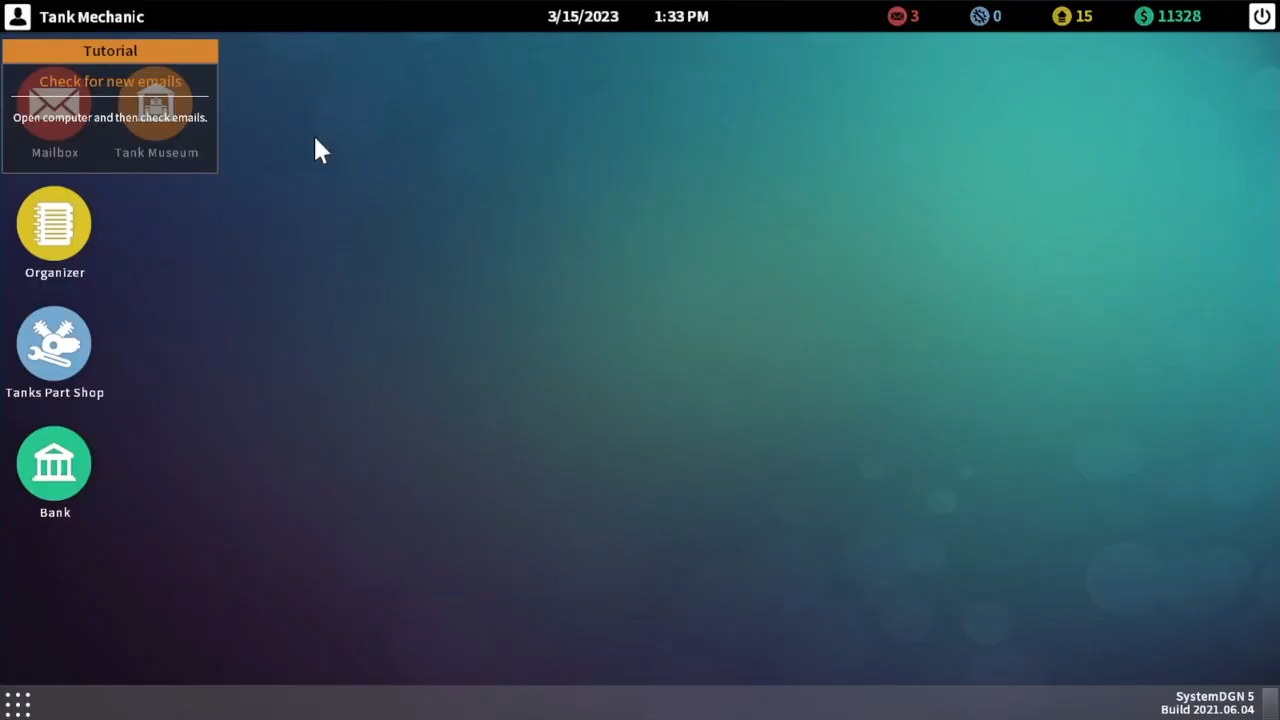 Tank Mechanic
3/15/2023
1:33 PM
3
0
15
11328
Tutorial
Check for new emails
Open computer and then check emails.
Mailbox
Tank Museum
Organizer
Tanks Part Shop
Bank
SystemDGN 5
Build 2021.06.04